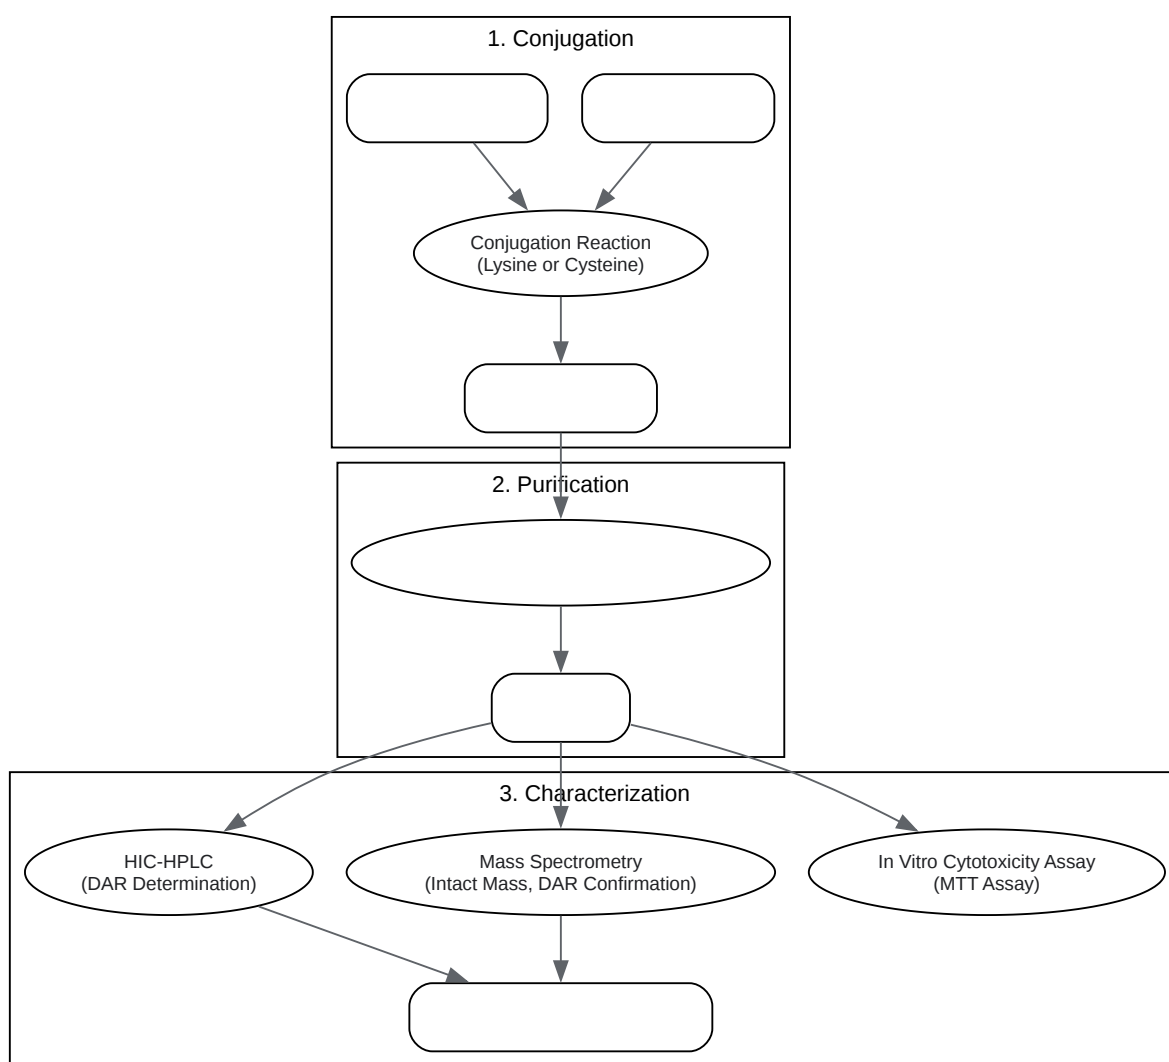 1. Conjugation
Conjugation Reaction
(Lysine or Cysteine)
2. Purification
3. Characterization
HIC-HPLC
(DAR Determination)
Mass Spectrometry
(Intact Mass, DAR Confirmation)
In Vitro Cytotoxicity Assay
(MTT Assay)